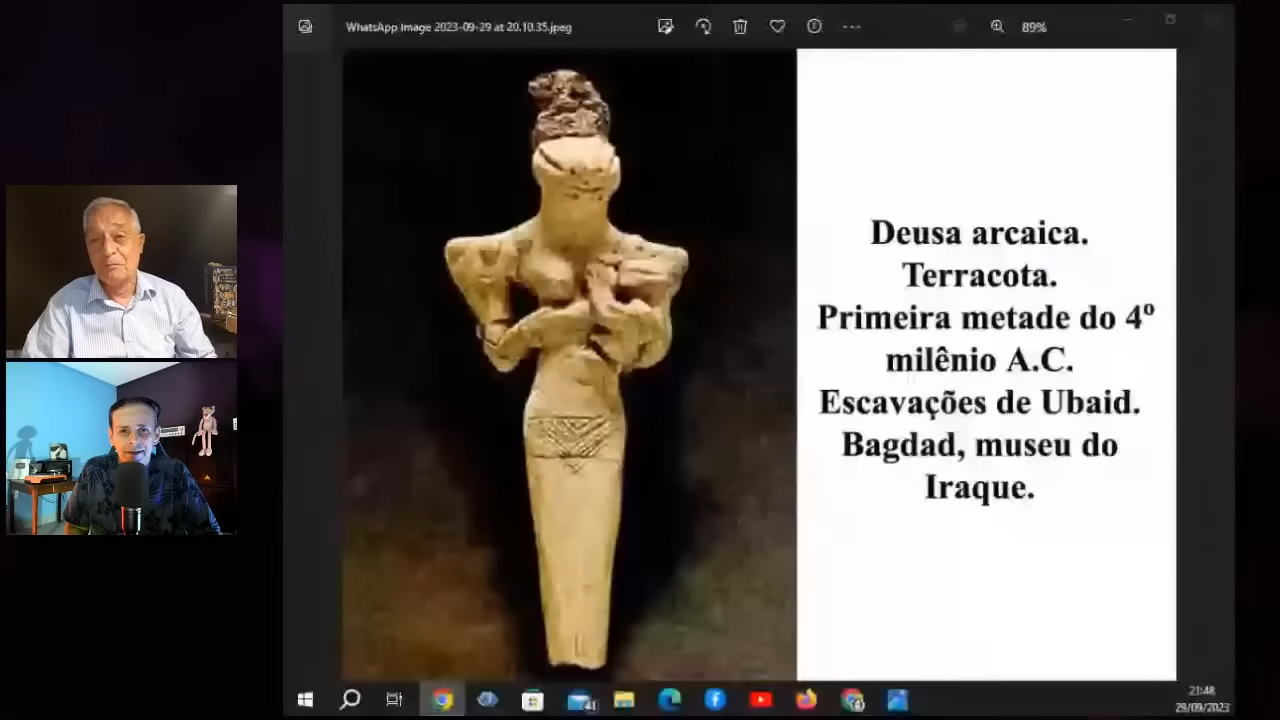 WhatsApp Image 2023-09-29 at 20.10.35.jpeg
89%
Deusa arcaica.
Terracota.
Primeira metade do 4º
milênio A.C.
Escavações de Ubaid.
Bagdad, museu do
Iraque.
41
21:48
29/09/2023